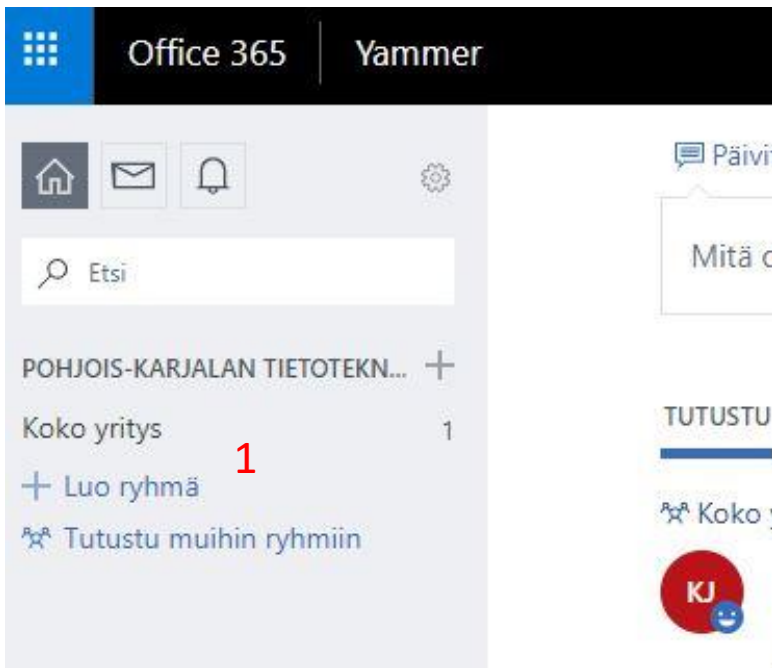 Office 365 Yammer
Etsi
POHJOIS-KARJALAN TIETOTEKN...
Koko yritys 1
1
Luo ryhmä
Tutustu muihin ryhmiin
Päivit
Mitä o
TUTUSTU
Koko y
KJ